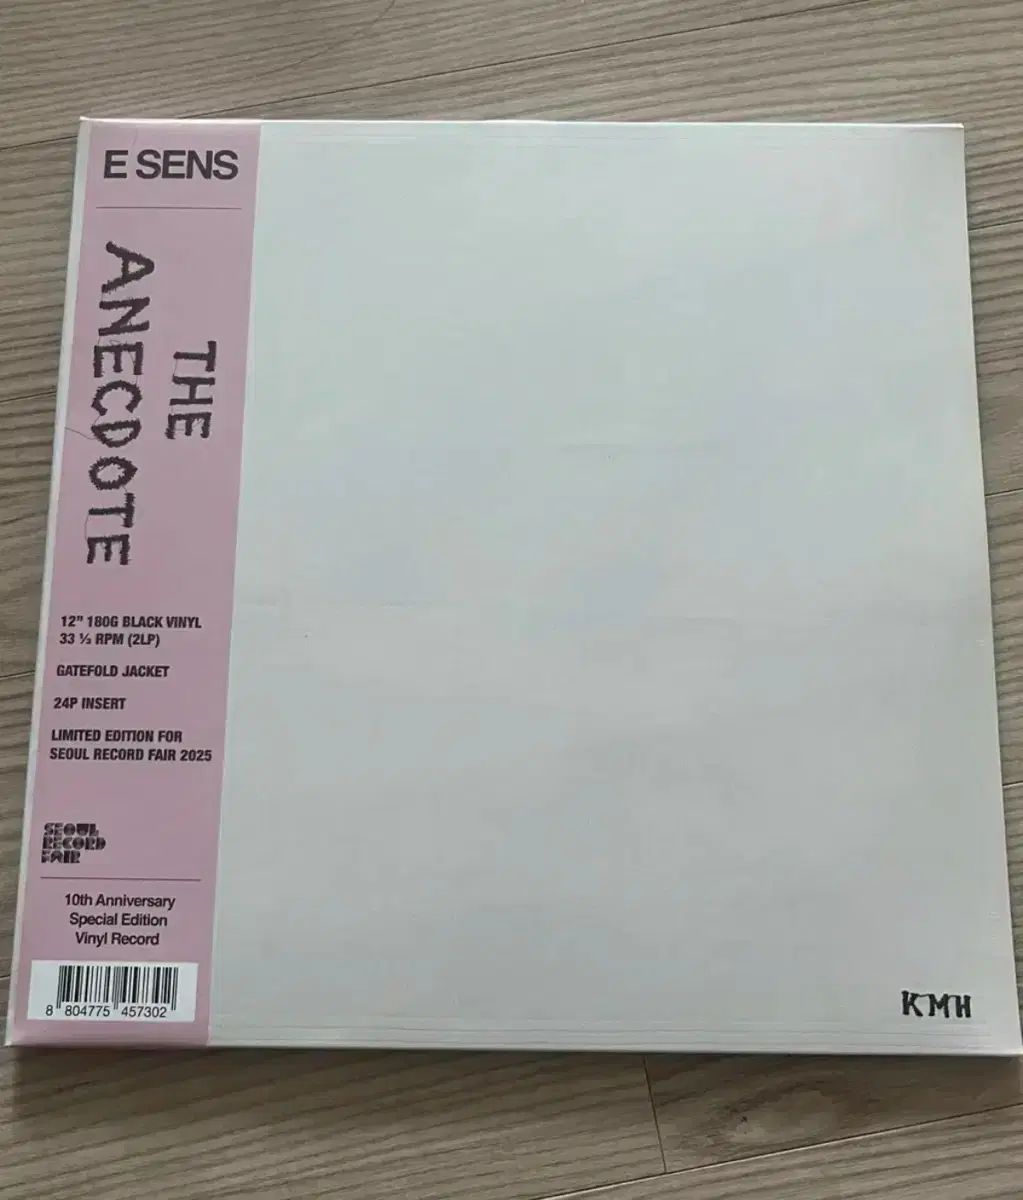 E SENS
THE
ANECDOTE
12" 180G BLACK VINYL
33 ⅓ RPM (2LP)
GATEFOLD JACKET
24P INSERT
LIMITED EDITION FOR
SEOUL RECORD FAIR 2025
SEOUL
RECORD
FAIR
10th Anniversary
Special Edition
Vinyl Record
8 804775 457302
KMH